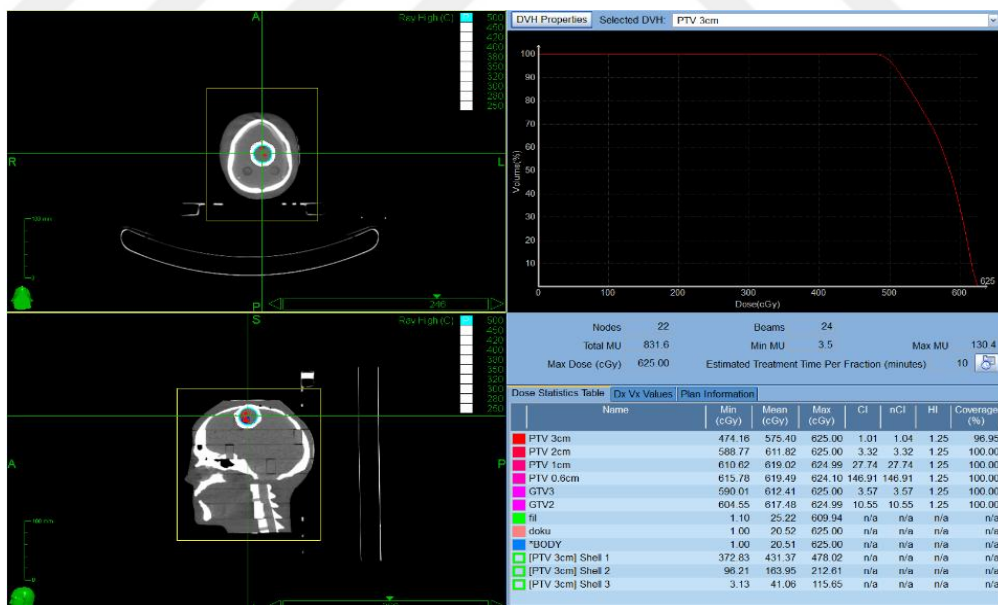 A
Ray High (C)
500
450
420
400
380
350
320
300
280
250
R
L
100 mm
0
P
246
S
Ray High (C)
500
450
420
400
380
350
320
300
280
250
A
P
100 mm
0
DVH Properties Selected DVH: PTV 3cm
100
90
80
70
60
50
40
30
20
10
Volume(%)
625
0 100 200 300 400 500 600
Dose(cGy)
Nodes 22 Beams 24
Total MU 831.6 Min MU 3.5 Max MU 130.4
Max Dose (cGy) 625.00 Estimated Treatment Time Per Fraction (minutes) 10
Dose Statistics Table Dx Vx Values Plan Information
Name Min (cGy) Mean (cGy) Max (cGy) CI nCI HI Coverage (%)
PTV 3cm 474.16 575.40 625.00 1.01 1.04 1.25 96.95
PTV 2cm 588.77 611.82 625.00 3.32 3.32 1.25 100.00
PTV 1cm 610.62 619.02 624.99 27.74 27.74 1.25 100.00
PTV 0.6cm 615.78 619.49 624.10 146.91 146.91 1.25 100.00
GTV3 590.01 612.41 625.00 3.57 3.57 1.25 100.00
GTV2 604.55 617.48 624.99 10.55 10.55 1.25 100.00
fil 1.10 25.22 609.94 n/a n/a n/a n/a
doku 1.00 20.52 625.00 n/a n/a n/a n/a
*BODY 1.00 20.51 625.00 n/a n/a n/a n/a
[PTV 3cm] Shell 1 372.83 431.37 478.02 n/a n/a n/a n/a
[PTV 3cm] Shell 2 96.21 163.95 212.61 n/a n/a n/a n/a
[PTV 3cm] Shell 3 3.13 41.06 115.65 n/a n/a n/a n/a